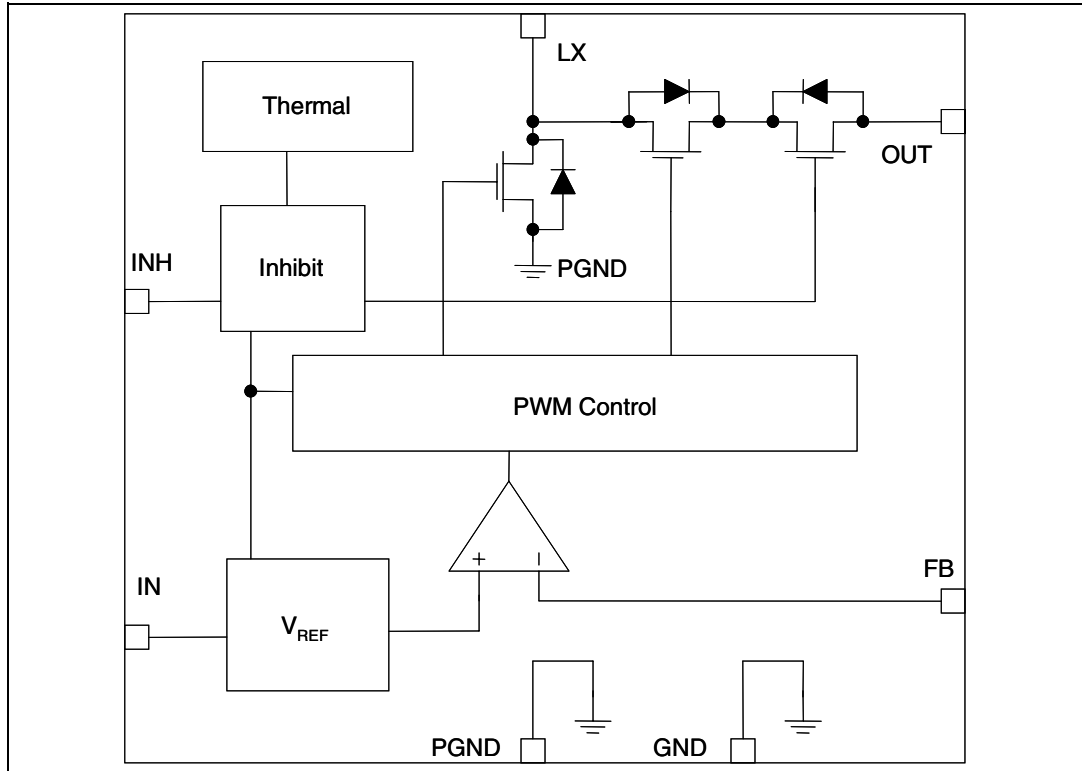 LX
Thermal
OUT
INH
Inhibit
PGND
PWM Control
+
–
IN
FB
VREF
PGND
GND